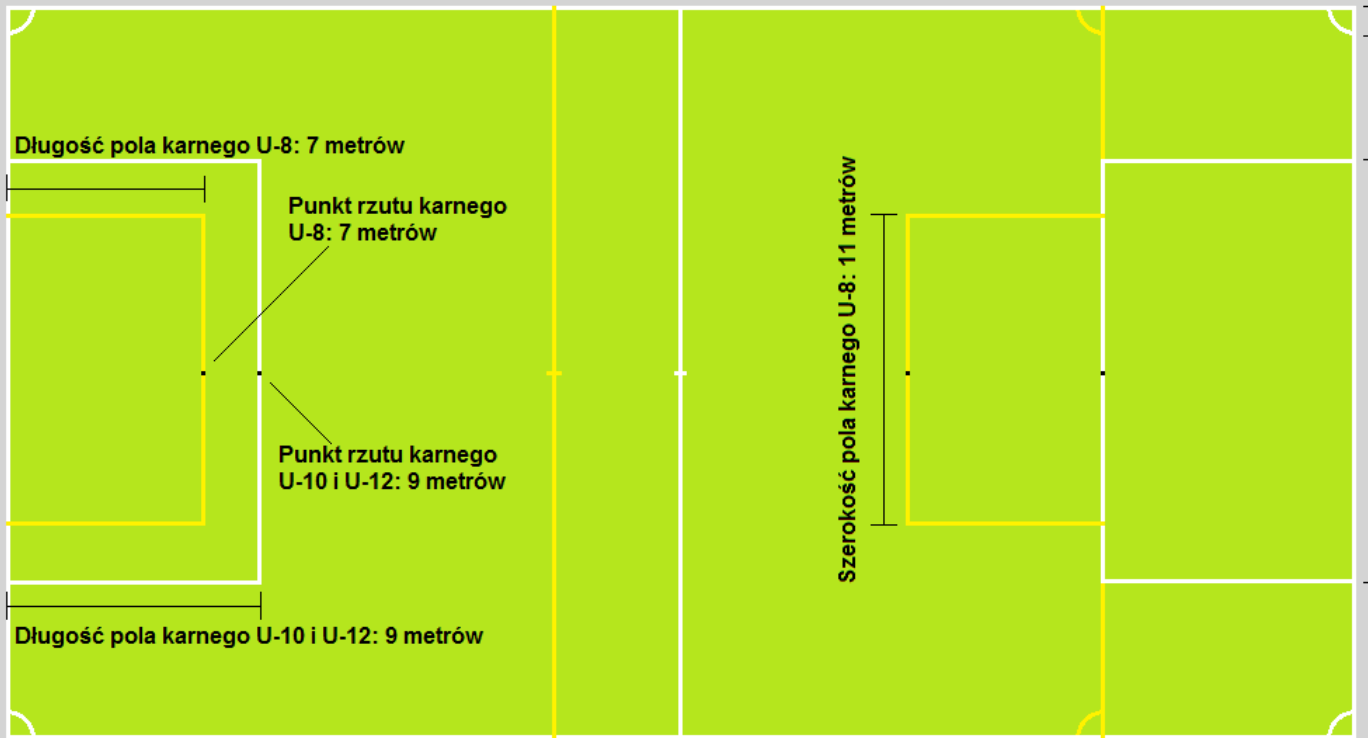 Długość pola karnego U-8: 7 metrów
Punkt rzutu karnego
U-8: 7 metrów
Punkt rzutu karnego
U-10 i U-12: 9 metrów
Długość pola karnego U-10 i U-12: 9 metrów
Szerokość pola karnego U-8: 11 metrów